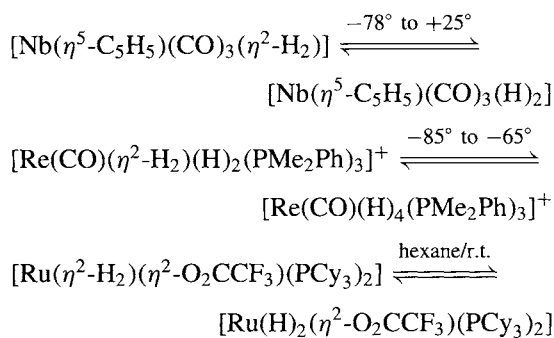 −78° to +25°
[Nb(η⁵-C5H5)(CO)₃(η²-H₂)] ⇌
[Nb(η⁵-C5H5)(CO)₃(H)₂]
−85° to −65°
[Re(CO)(η²-H₂)(H)₂(PMe₂Ph)₃]⁺ ⇌
[Re(CO)(H)₄(PMe₂Ph)₃]⁺
hexane/r.t.
[Ru(η²-H₂)(η²-O₂CCF₃)(PCy₃)₂] ⇌
[Ru(H)₂(η²-O₂CCF₃)(PCy₃)₂]